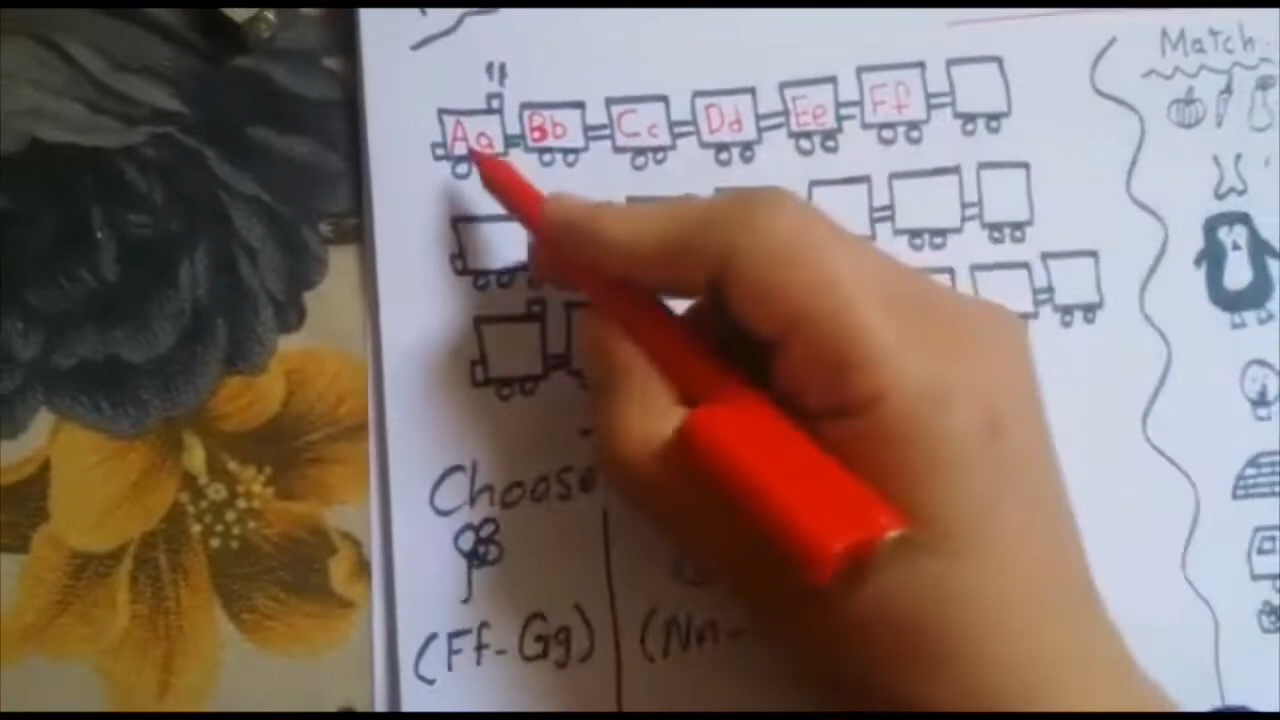 Match
Aa Bb Cc Dd Ee Ff
Choose
(Ff-Gg) (Nn-